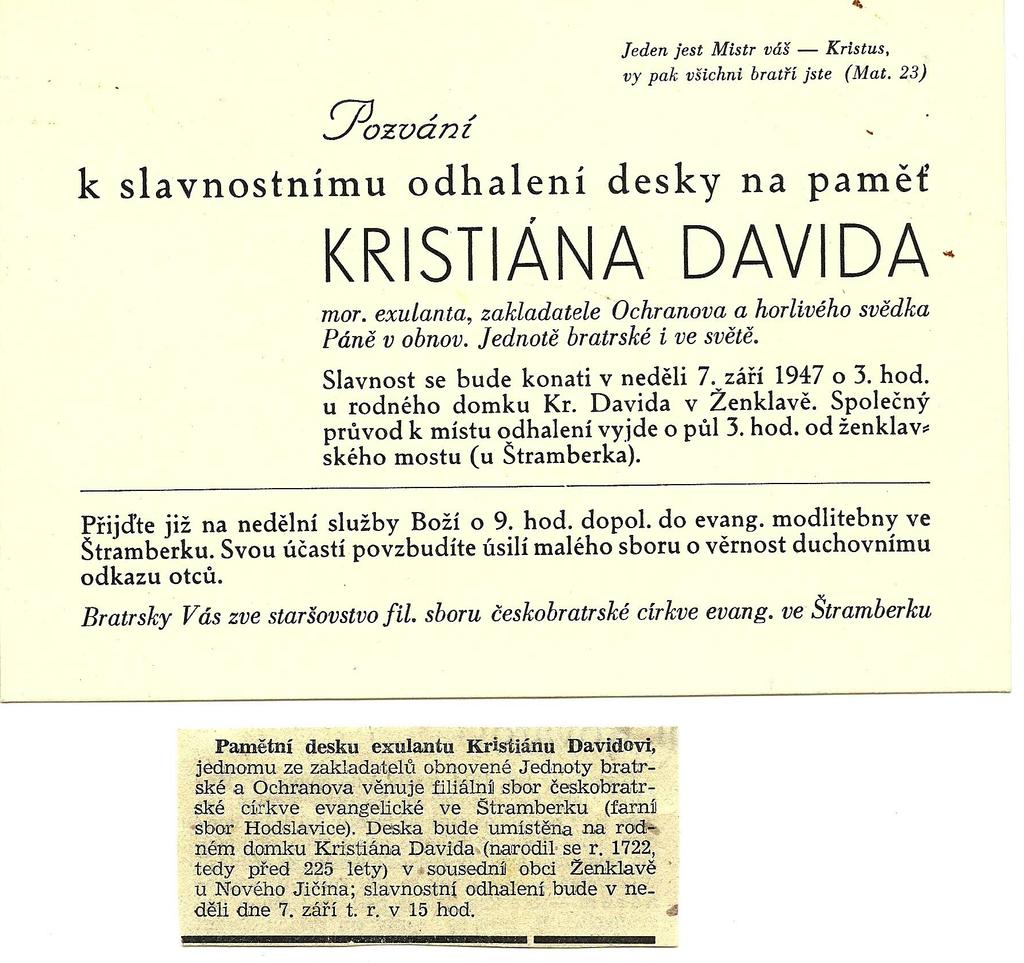 Jeden jest Mistr váš — Kristus,
vy pak všichni bratří jste (Mat. 23)
Pozvání
k slavnostnímu odhalení desky na paměť
KRISTIÁNA DAVIDA
mor. exulanta, zakladatele Ochranova a horlivého svědka
Páně v obnov. Jednotě bratrské i ve světě.
Slavnost se bude konati v neděli 7. září 1947 o 3. hod.
u rodného domku Kr. Davida v Ženklavě. Společný
průvod k místu odhalení vyjde o půl 3. hod. od ženklav-
ského mostu (u Štramberka).
Přijďte již na nedělní služby Boží o 9. hod. dopol. do evang. modlitebny ve
Štramberku. Svou účastí povzbudíte úsilí malého sboru o věrnost duchovnímu
odkazu otců.
Bratrsky Vás zve staršovstvo fil. sboru českobratrské církve evang. ve Štramberku
Pamětní desku exulantu Kristiánu Davidovi,
jednomu ze zakladatelů obnovené Jednoty bratr-
ské a Ochranova věnuje filiální sbor českobratr-
ské církve evangelické ve Štramberku (farní
sbor Hodslavice). Deska bude umístěna na rod-
ném domku Kristiána Davida (narodil se r. 1722,
tedy před 225 lety) v sousední obci Ženklavě
u Nového Jičína; slavnostní odhalení bude v ne-
děli dne 7. září t. r. v 15 hod.